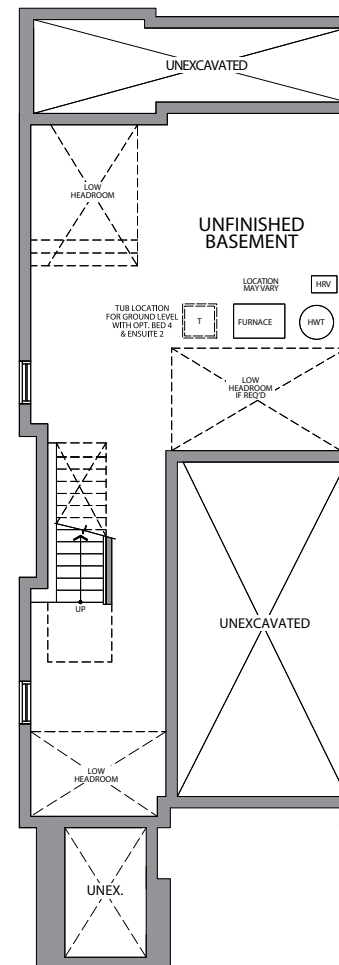 UNEXCAVATED
LOW
HEADROOM
UNFINISHED
BASEMENT
LOCATION
MAY VARY
HRV
TUB LOCATION
FOR GROUND LEVEL
WITH OPT. BED 4
& ENSUITE 2
T
FURNACE
HWT
LOW
HEADROOM
IF REQ'D
UP
UNEXCAVATED
LOW
HEADROOM
UNEX.